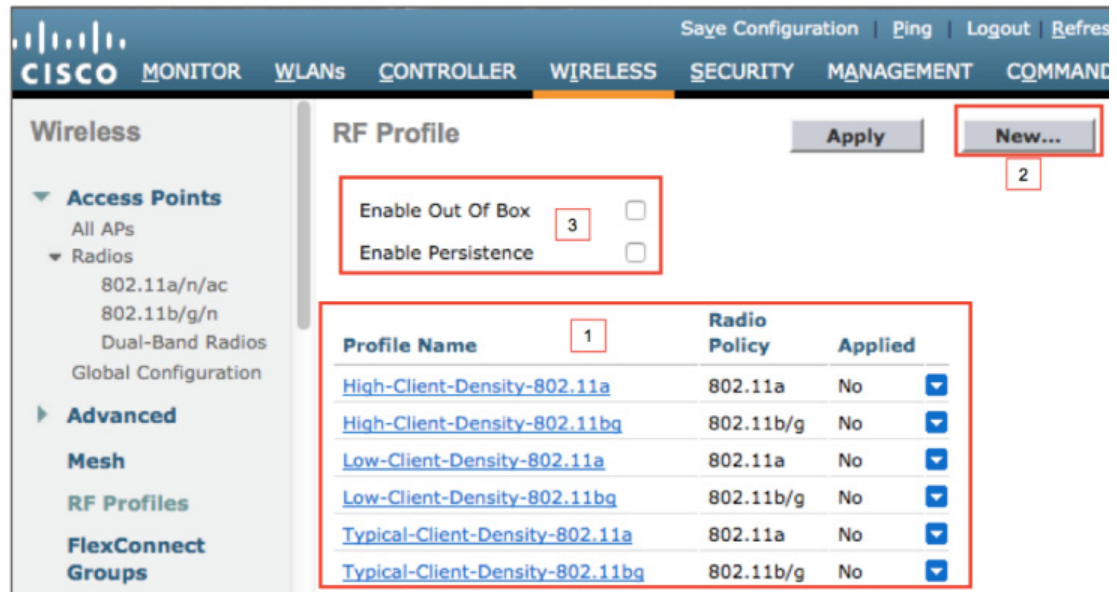 Save Configuration | Ping | Logout | Refres
CISCO MONITOR WLANs CONTROLLER WIRELESS SECURITY MANAGEMENT COMMAND
Wireless
Access Points
All APs
Radios
802.11a/n/ac
802.11b/g/n
Dual-Band Radios
Global Configuration
Advanced
Mesh
RF Profiles
FlexConnect
Groups
RF Profile
Apply New...
2
Enable Out Of Box
3
Enable Persistence
1
Profile Name Radio Policy Applied
High-Client-Density-802.11a 802.11a No
High-Client-Density-802.11bg 802.11b/g No
Low-Client-Density-802.11a 802.11a No
Low-Client-Density-802.11bg 802.11b/g No
Typical-Client-Density-802.11a 802.11a No
Typical-Client-Density-802.11bg 802.11b/g No